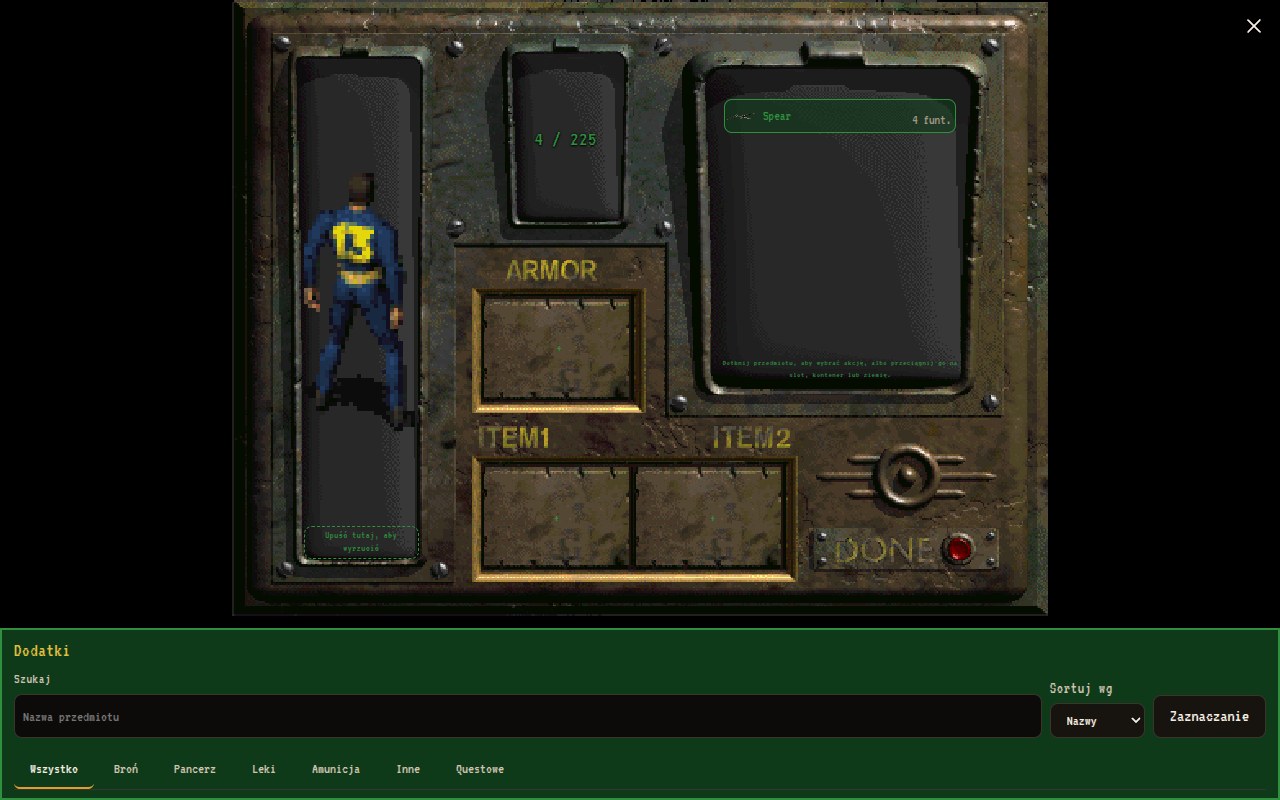 4 / 225
Spear
4 funt.
Dotknij przedmiotu, aby wybrać akcję, albo przeciągnij go na
slot, kontener lub ziemię.
13
ARMOR
ITEM1
ITEM2
DONE
Upuść tutaj, aby
wyrzucić
Dodatki
Szukaj
Nazwa przedmiotu
Sortuj wg
Nazwy
Zaznaczanie
Wszystko
Broń
Pancerz
Leki
Amunicja
Inne
Questowe